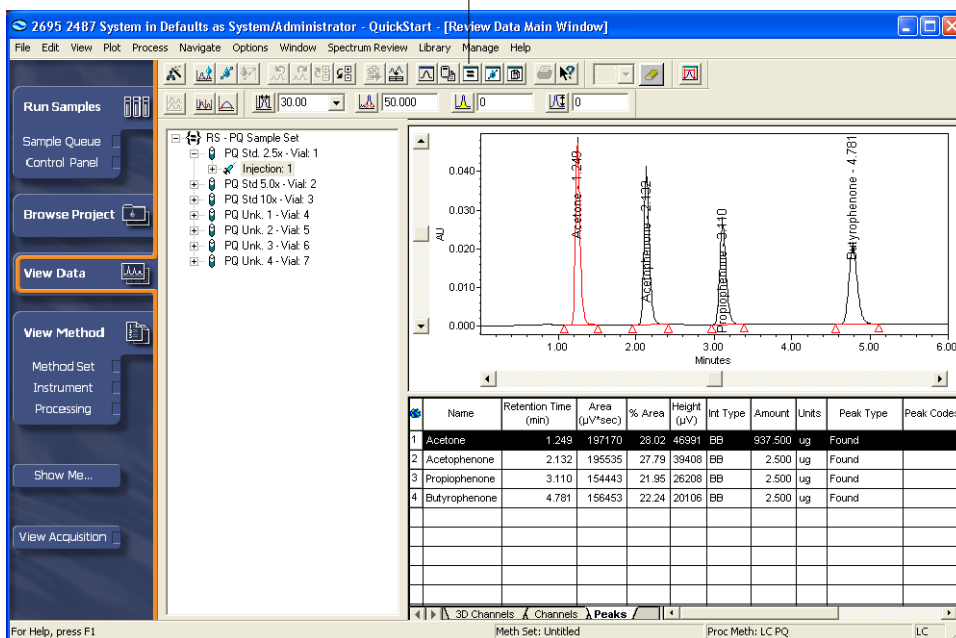 2695 2487 System in Defaults as System/Administrator - QuickStart - [Review Data Main Window]
File Edit View Plot Process Navigate Options Window Spectrum Review Library Manage Help
30.00 50.000 0 0
Run Samples
Sample Queue
Control Panel
Browse Project
View Data
View Method
Method Set
Instrument
Processing
Show Me...
View Acquisition
RS - PQ Sample Set
PQ Std. 2.5x - Vial: 1
Injection: 1
PQ Std 5.0x - Vial: 2
PQ Std 10x - Vial: 3
PQ Unk. 1 - Vial: 4
PQ Unk. 2 - Vial: 5
PQ Unk. 3 - Vial: 6
PQ Unk. 4 - Vial: 7
AU
0.040
0.030
0.020
0.010
0.000
Acetone - 1.249
Acetophenone - 2.132
Propiophenone - 3.110
Butyrophenone - 4.781
1.00 2.00 3.00 4.00 5.00 6.00
Minutes
Name Retention Time (min) Area (µV*sec) % Area Height (µV) Int Type Amount Units Peak Type Peak Codes
1 Acetone 1.249 197170 28.02 46991 BB 937.500 ug Found
2 Acetophenone 2.132 195535 27.79 39408 BB 2.500 ug Found
3 Propiophenone 3.110 154443 21.95 26208 BB 2.500 ug Found
4 Butyrophenone 4.781 156453 22.24 20106 BB 2.500 ug Found
3D Channels Channels Peaks
For Help, press F1 Meth Set: Untitled Proc Meth: LC PQ LC